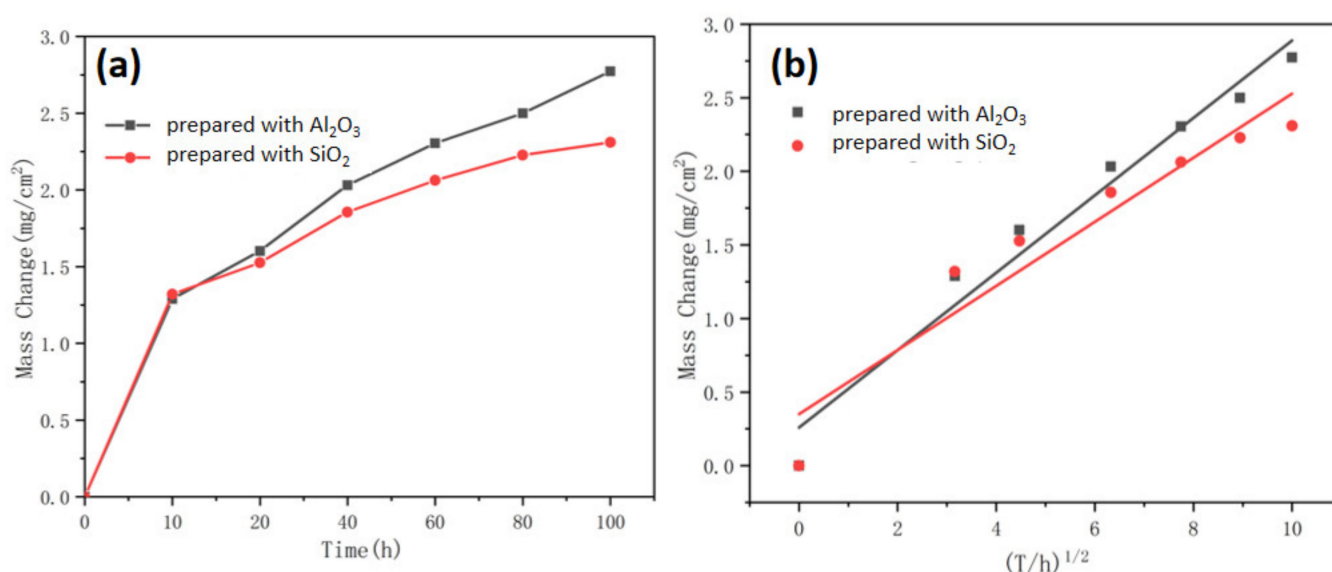 (a)
prepared with Al₂O₃
prepared with SiO₂
Mass Change(mg/cm²)
3.0
2.5
2.0
1.5
1.0
0.5
0.0
0 10 20 40 60 80 100
Time(h)
(b)
prepared with Al₂O₃
prepared with SiO₂
Mass Change(mg/cm²)
3.0
2.5
2.0
1.5
1.0
0.5
0.0
0 2 4 6 8 10
(T/h)¹/²